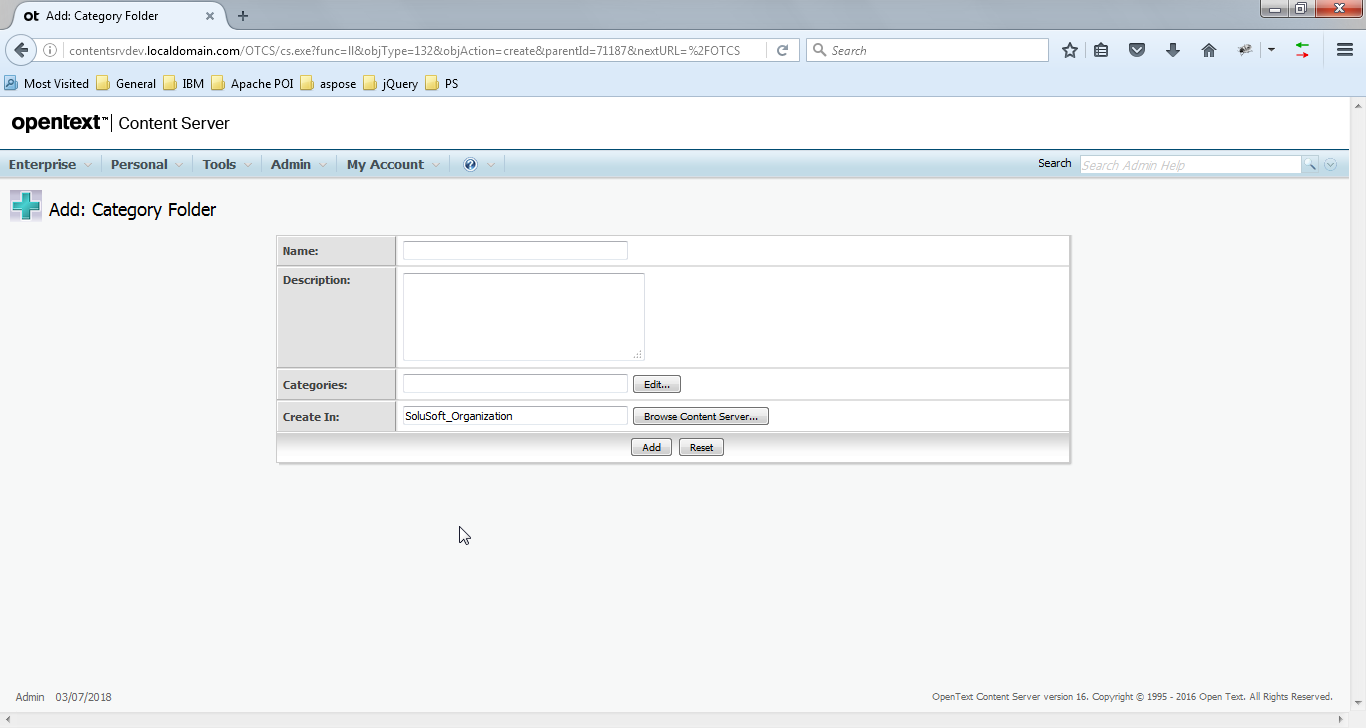 ot Add: Category Folder
contentsrvdev.localdomain.com/OTCS/cs.exe?func=ll&objType=132&objAction=create&parentId=71187&nextURL=%2FOTCS
Search
Most Visited General IBM Apache POI aspose jQuery PS
opentext™ | Content Server
Enterprise Personal Tools Admin My Account ? Search Search Admin Help
Add: Category Folder
Name:
Description:
Categories: Edit...
Create In: SoluSoft_Organization Browse Content Server...
Add Reset
Admin 03/07/2018 OpenText Content Server version 16. Copyright © 1995 - 2016 Open Text. All Rights Reserved.